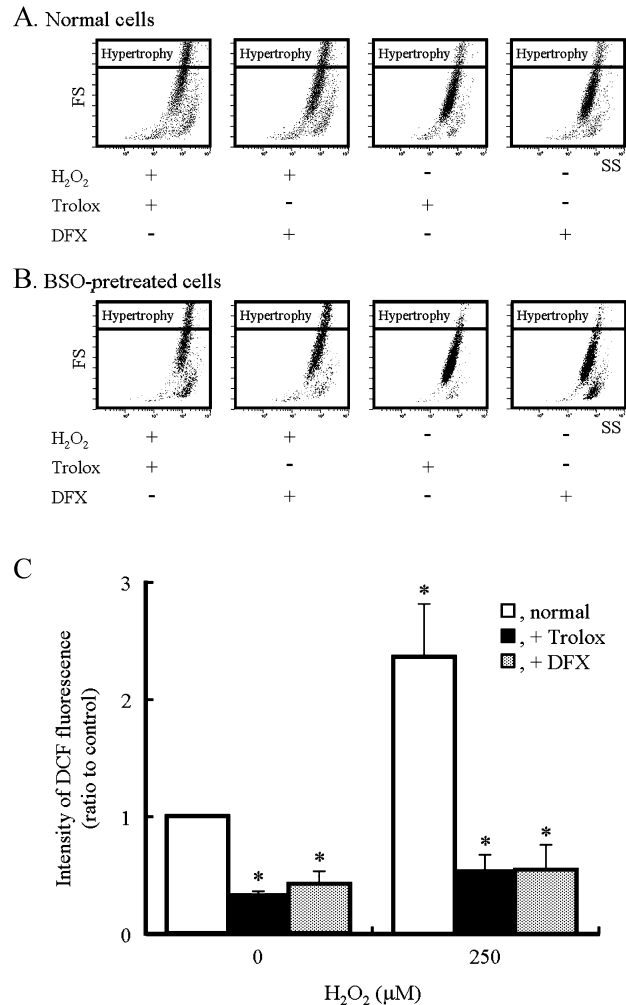 A. Normal cells
Hypertrophy Hypertrophy Hypertrophy Hypertrophy
FS
SS
H₂O₂ + + - -
Trolox + - + -
DFX - + - +
B. BSO-pretreated cells
Hypertrophy Hypertrophy Hypertrophy Hypertrophy
FS
SS
H₂O₂ + + - -
Trolox + - + -
DFX - + - +
C
Intensity of DCF fluorescence
(ratio to control)
3
2
1
0
*
*
*
*
*
, normal
, + Trolox
, + DFX
0 250
H₂O₂ (μM)